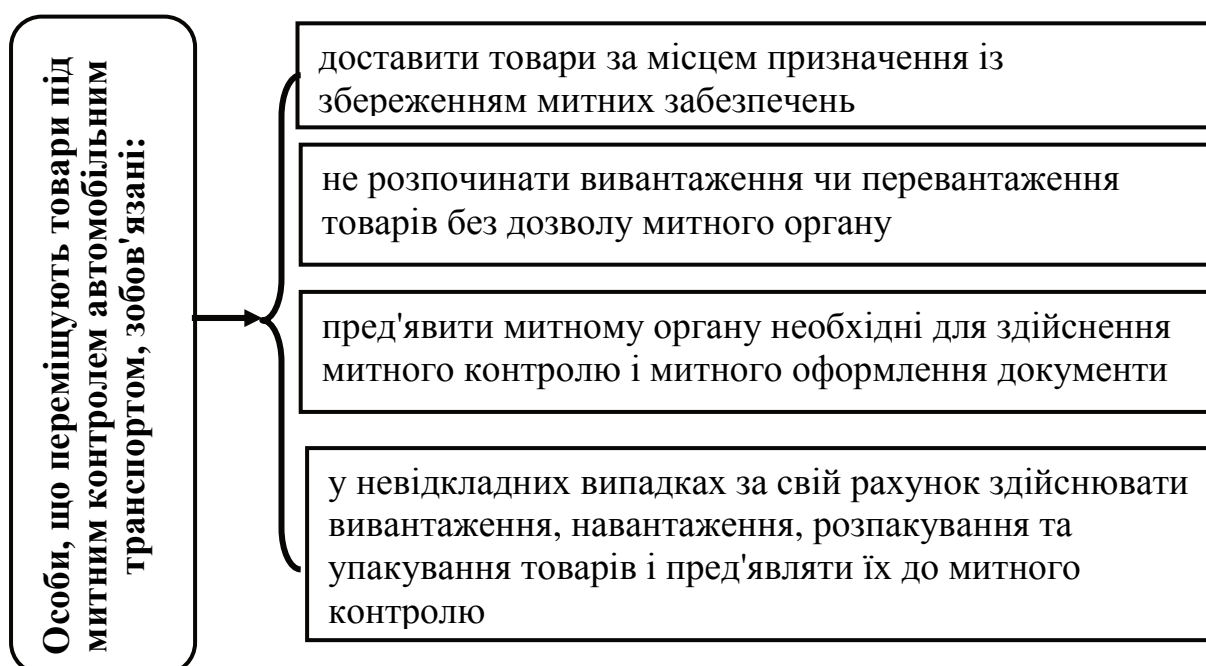 Особи, що переміщують товари під
митним контролем автомобільним
транспортом, зобов'язані:
доставити товари за місцем призначення із
збереженням митних забезпечень
не розпочинати вивантаження чи перевантаження
товарів без дозволу митного органу
пред'явити митному органу необхідні для здійснення
митного контролю і митного оформлення документи
у невідкладних випадках за свій рахунок здійснювати
вивантаження, навантаження, розпакування та
упакування товарів і пред'являти їх до митного
контролю